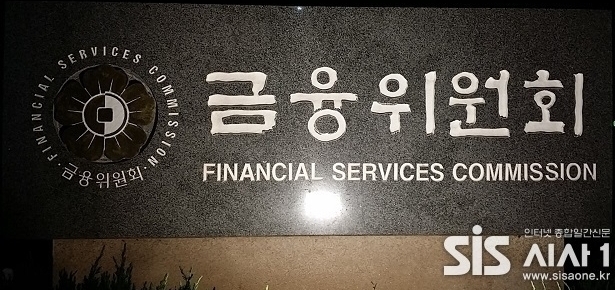 FINANCIAL SERVICES COMMISSION
금융위원회
금융위원회
FINANCIAL SERVICES COMMISSION
인터넷 종합일간신문
SiS 시사1
www.sisaone.kr